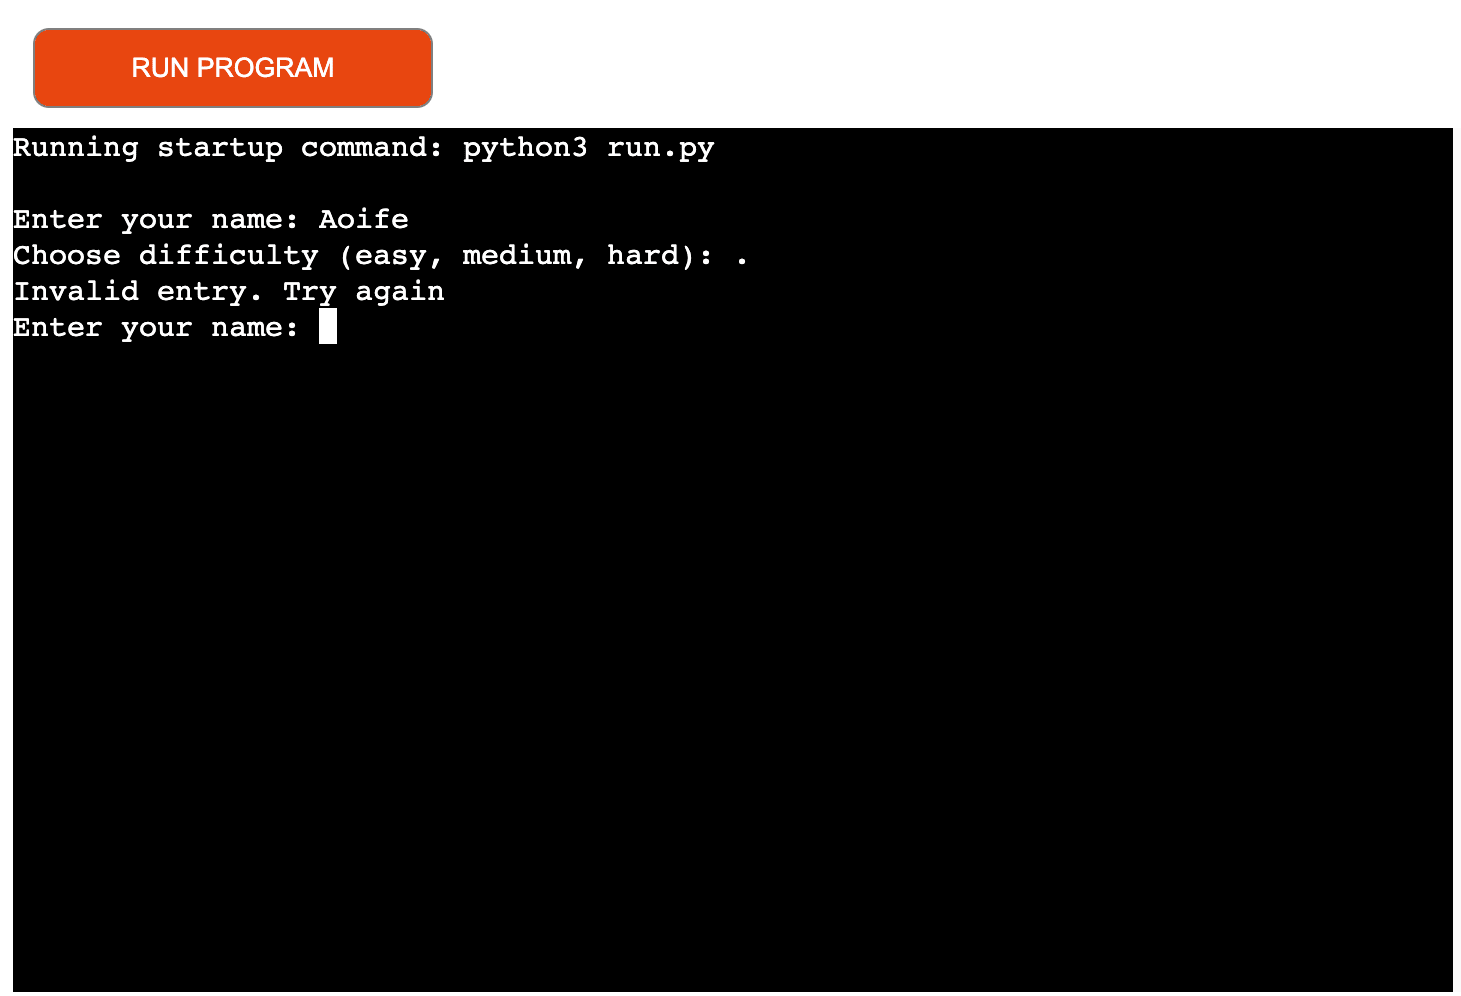 RUN PROGRAM
Running startup command: python3 run.py
Enter your name: Aoife
Choose difficulty (easy, medium, hard): .
Invalid entry. Try again
Enter your name: